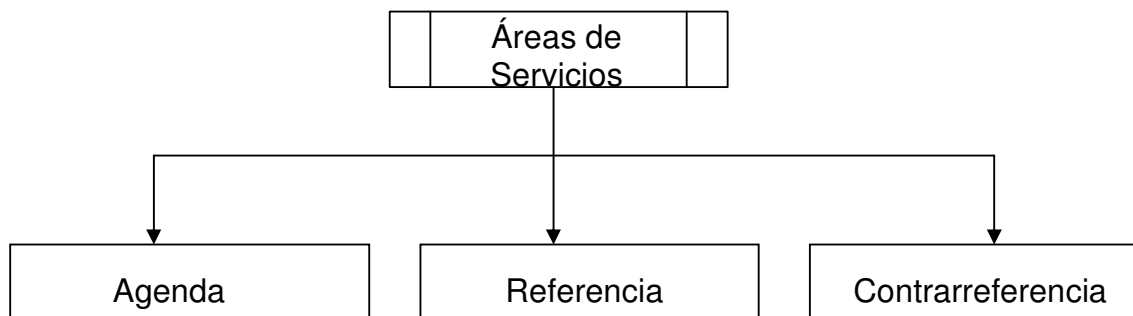 Áreas de
Servicios
Agenda
Referencia
Contrarreferencia